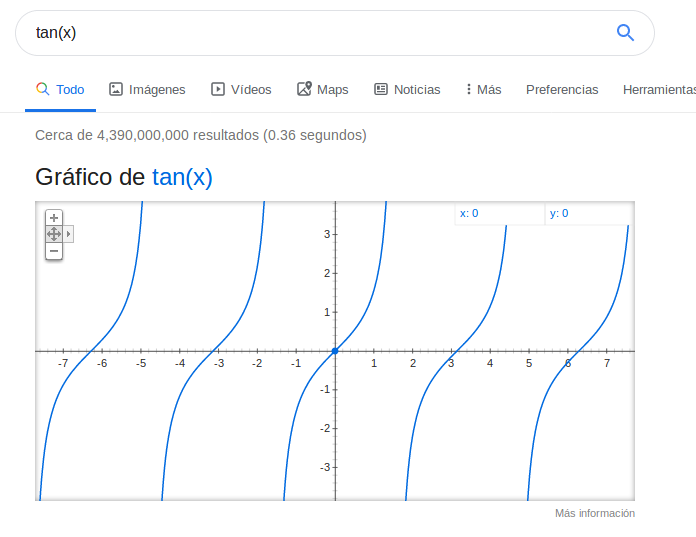 tan(x)
Todo Imágenes Vídeos Maps Noticias Más Preferencias Herramientas
Cerca de 4,390,000,000 resultados (0.36 segundos)
Gráfico de tan(x)
x: 0 y: 0
3
2
1
-7 -6 -5 -4 -3 -2 -1 1 2 3 4 5 6 7
-1
-2
-3
Más información